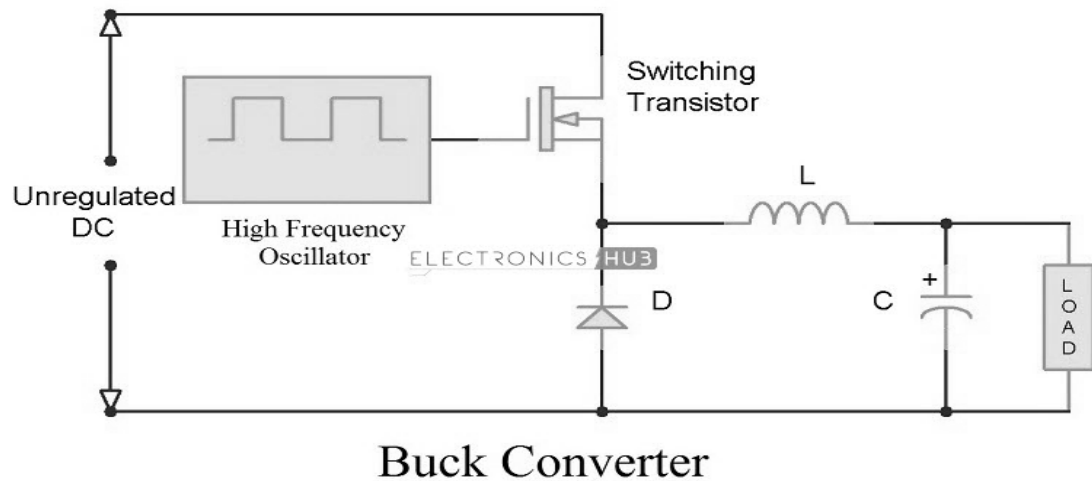 Switching
Transistor
Unregulated
DC
High Frequency
Oscillator
ELECTRONICS HUB
L
D
+
C
LOAD
Buck Converter